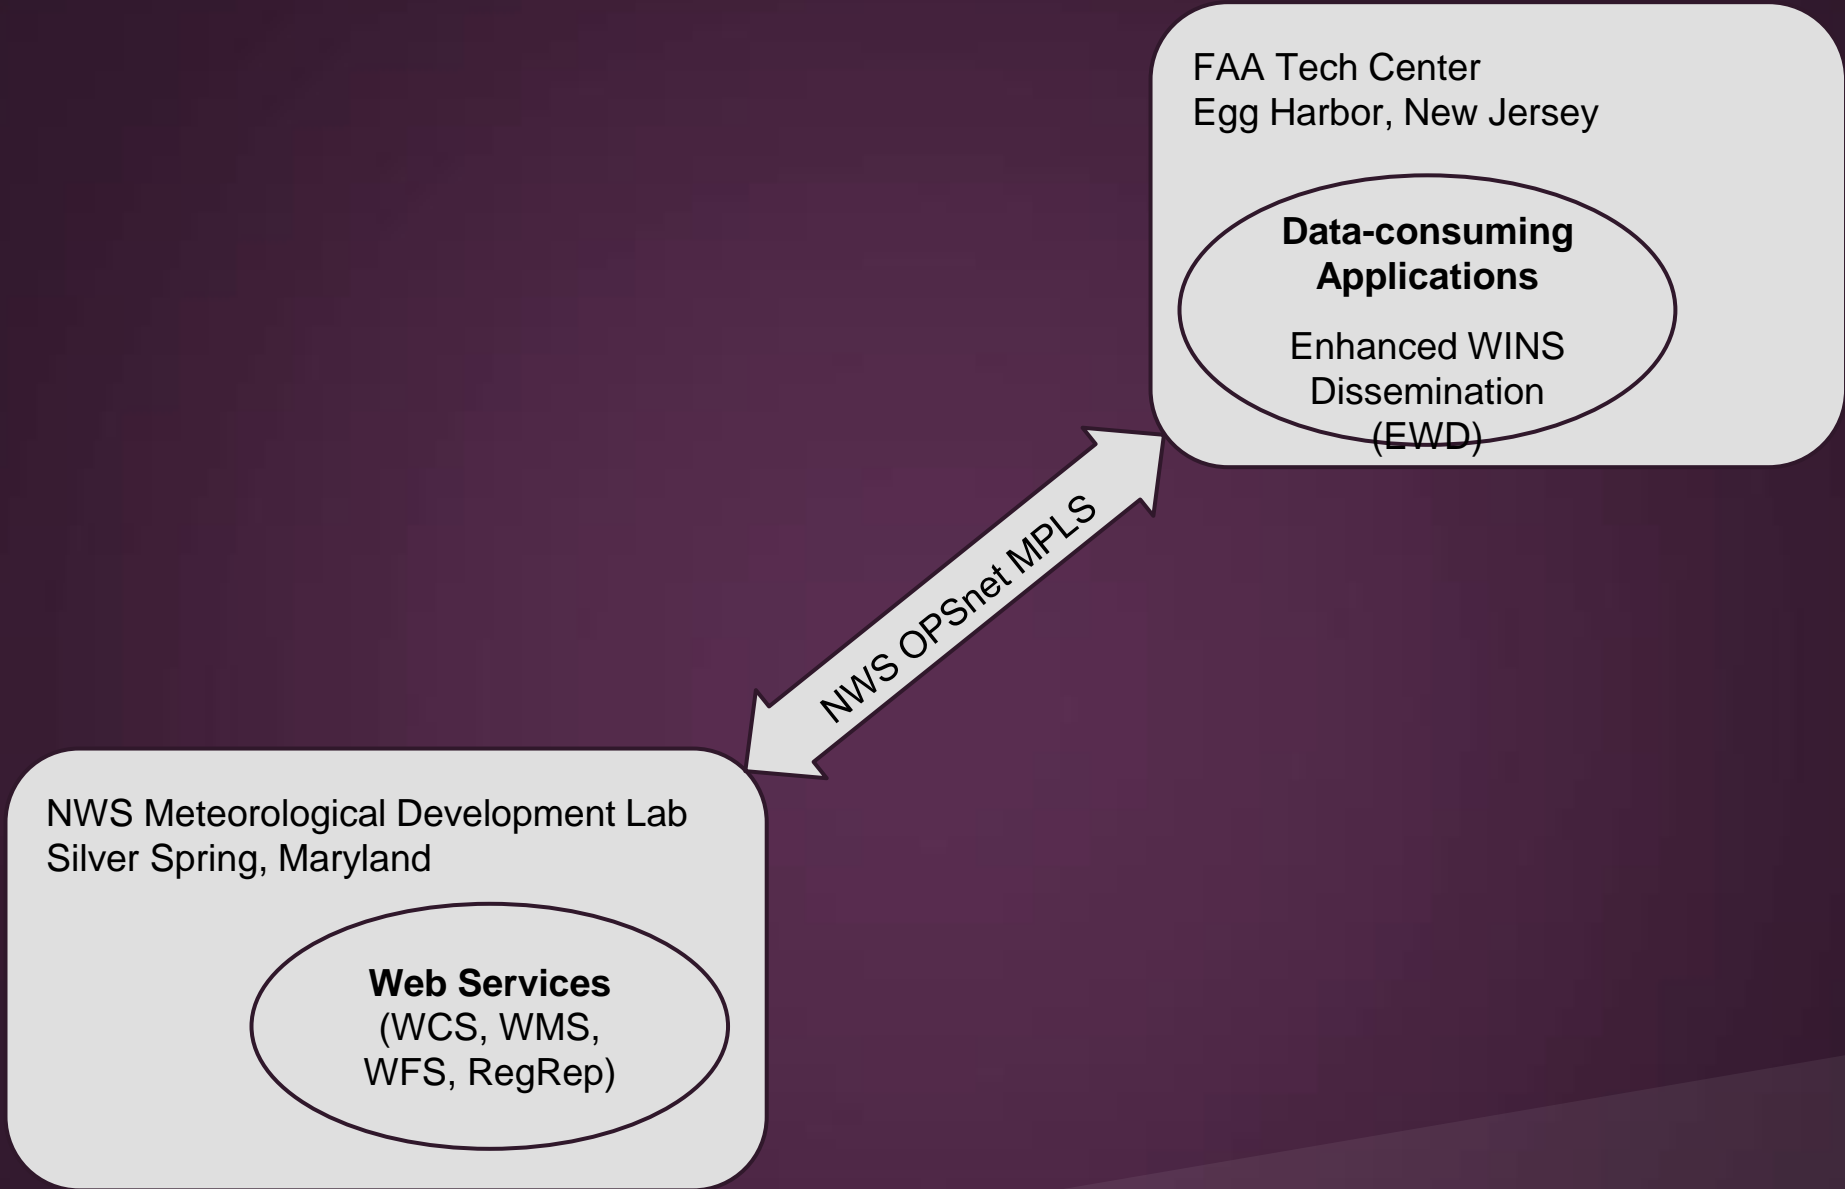 FAA Tech Center
Egg Harbor, New Jersey
Data-consuming
Applications
Enhanced WINS
Dissemination
(EWD)
NWS OPSnet MPLS
NWS Meteorological Development Lab
Silver Spring, Maryland
Web Services
(WCS, WMS,
WFS, RegRep)